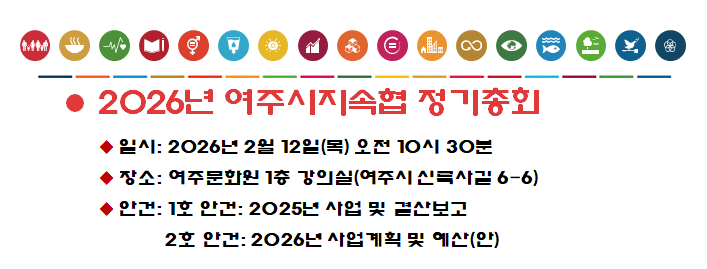 ● 2026년 여주시지속협 정기총회
◆ 일시: 2026년 2월 12일(목) 오전 10시 30분
◆ 장소: 여주문화원 1층 강의실(여주시 신륵사길 6-6)
◆ 안건: 1호 안건: 2025년 사업 및 결산보고
2호 안건: 2026년 사업계획 및 예산(안)